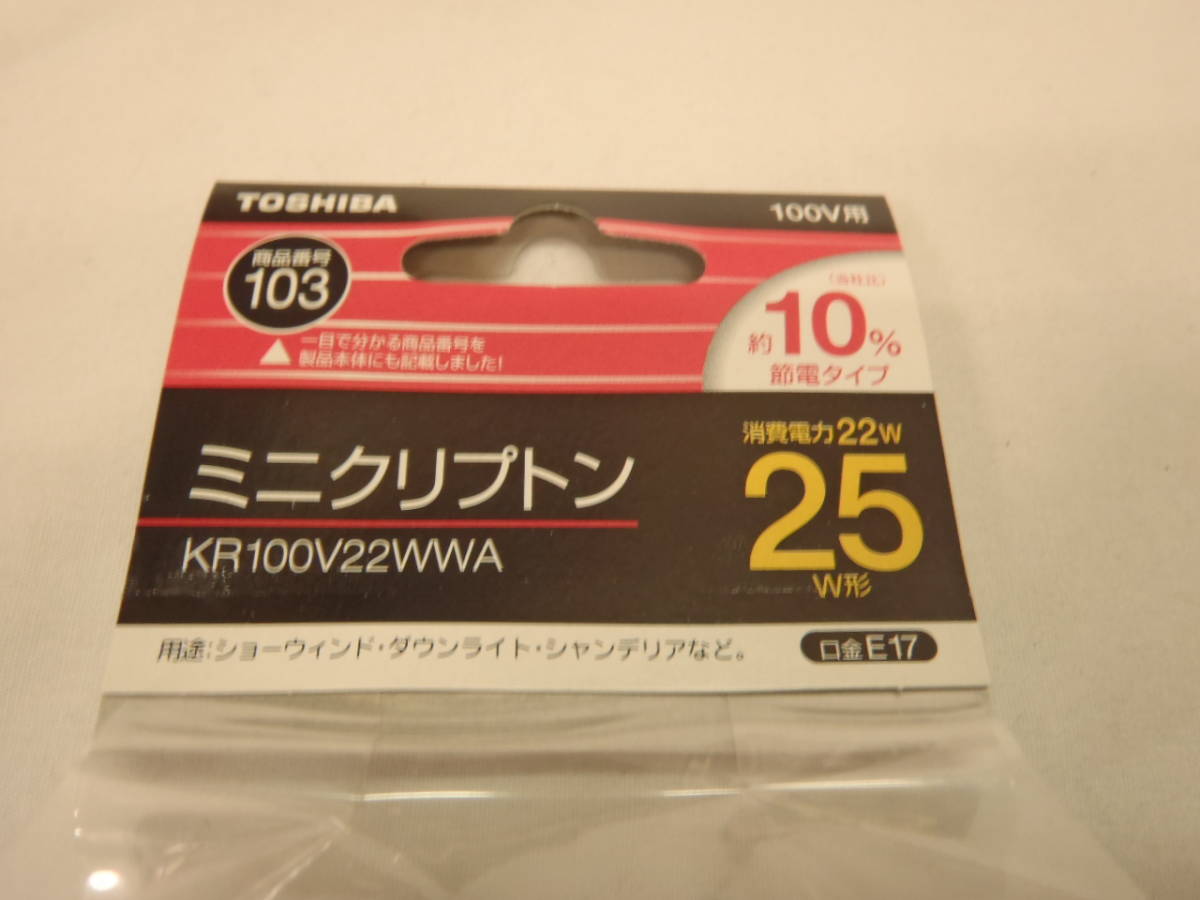 TOSHIBA
100V用
商品番号
103
一目で分かる商品番号を
製品本体にも記載しました!
(当社比)
約10%
節電タイプ
ミニクリプトン
KR100V22WWA
消費電力22W
25
W形
用途:ショーウィンド・ダウンライト・シャンデリアなど。
口金E17